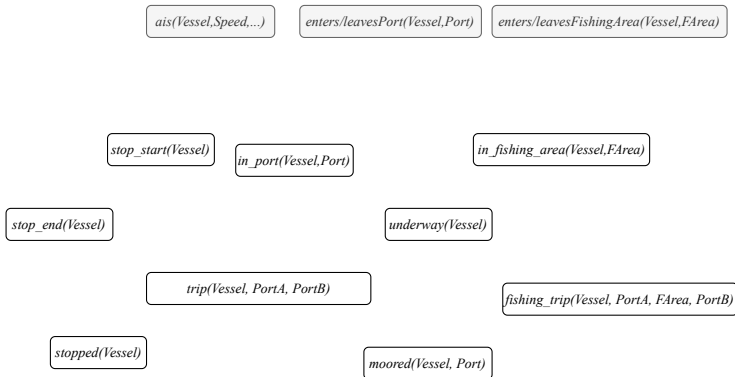 ais(Vessel,Speed,...)
enters/leavesPort(Vessel,Port)
enters/leavesFishingArea(Vessel,FArea)
stop_start(Vessel)
in_port(Vessel,Port)
in_fishing_area(Vessel,FArea)
stop_end(Vessel)
underway(Vessel)
trip(Vessel, PortA, PortB)
fishing_trip(Vessel, PortA, FArea, PortB)
stopped(Vessel)
moored(Vessel, Port)